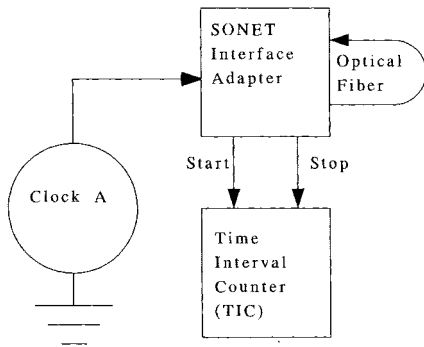 SONET
Interface
Adapter
Optical
Fiber
Start
Stop
Clock A
Time
Interval
Counter
(TIC)